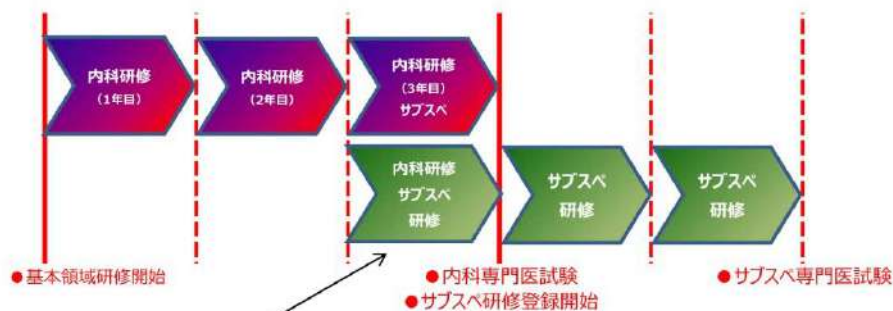 内科研修
（1年目）
内科研修
（2年目）
内科研修
（3年目）
サブスペ
内科研修
サブスペ
研修
サブスペ
研修
サブスペ
研修
●基本領域研修開始
●内科専門医試験
●サブスペ研修登録開始
●サブスペ専門医試験